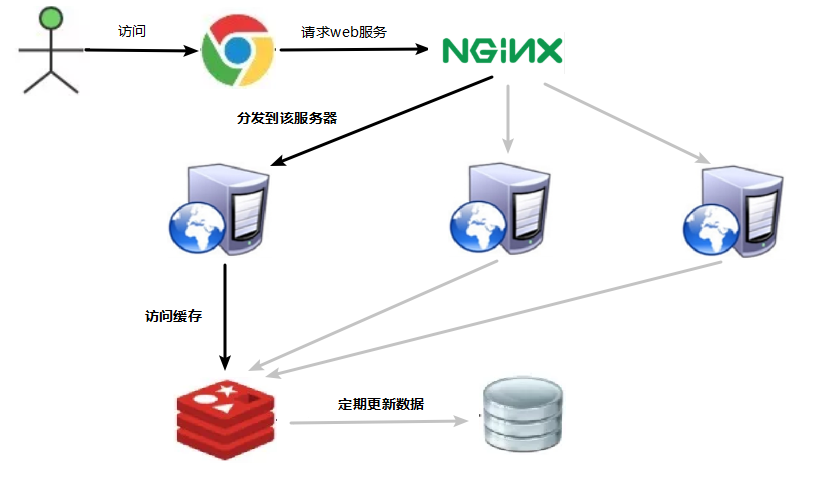 访问
请求web服务
NGINX
分发到该服务器
访问缓存
定期更新数据